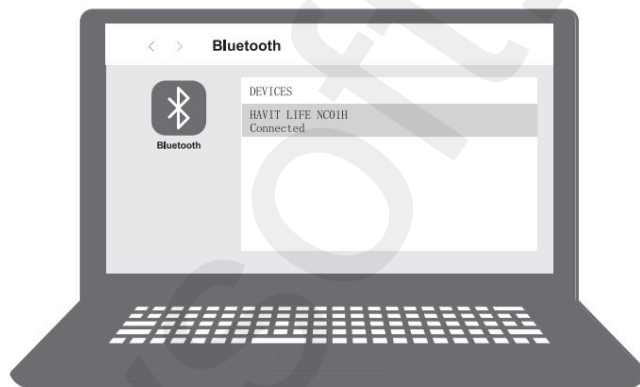 < > Bluetooth
Bluetooth
DEVICES
HAVIT LIFE NC01H
Connected